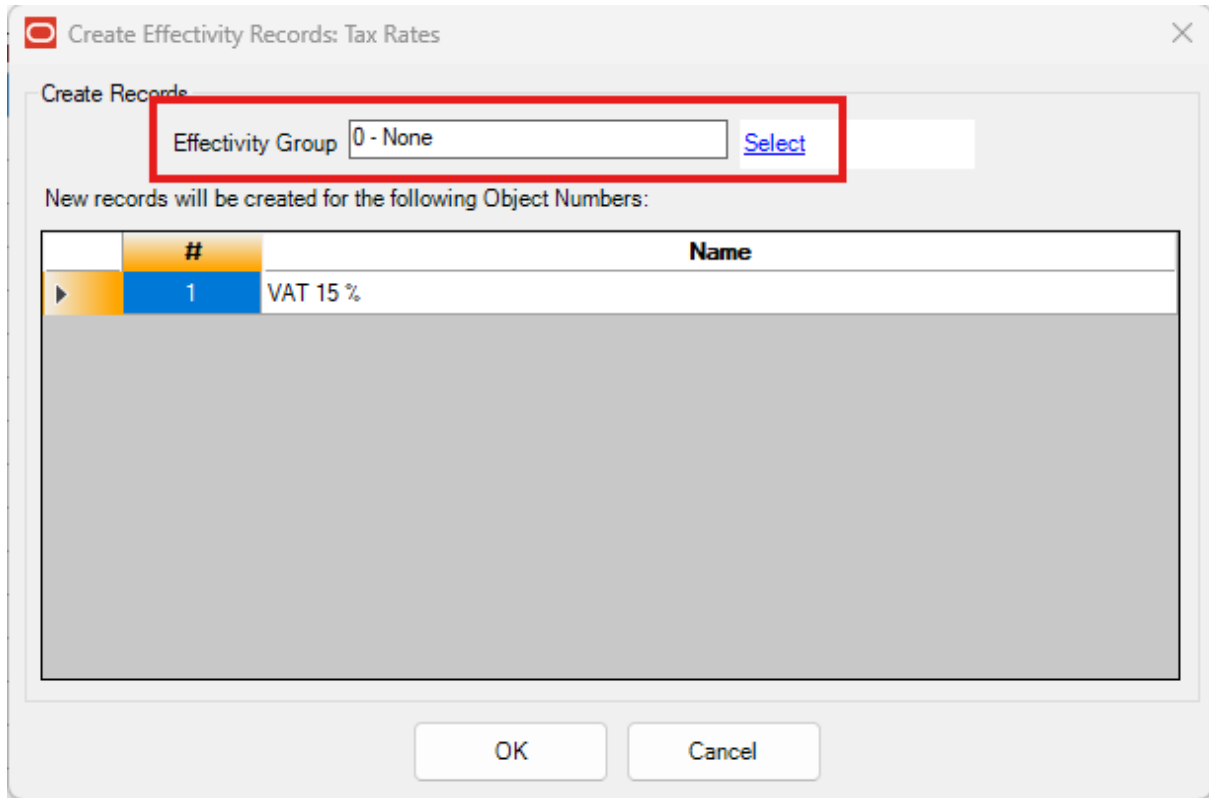 Create Effectivity Records: Tax Rates
Create Records
Effectivity Group 0 - None Select
New records will be created for the following Object Numbers:
# Name
1 VAT 15 %
OK Cancel